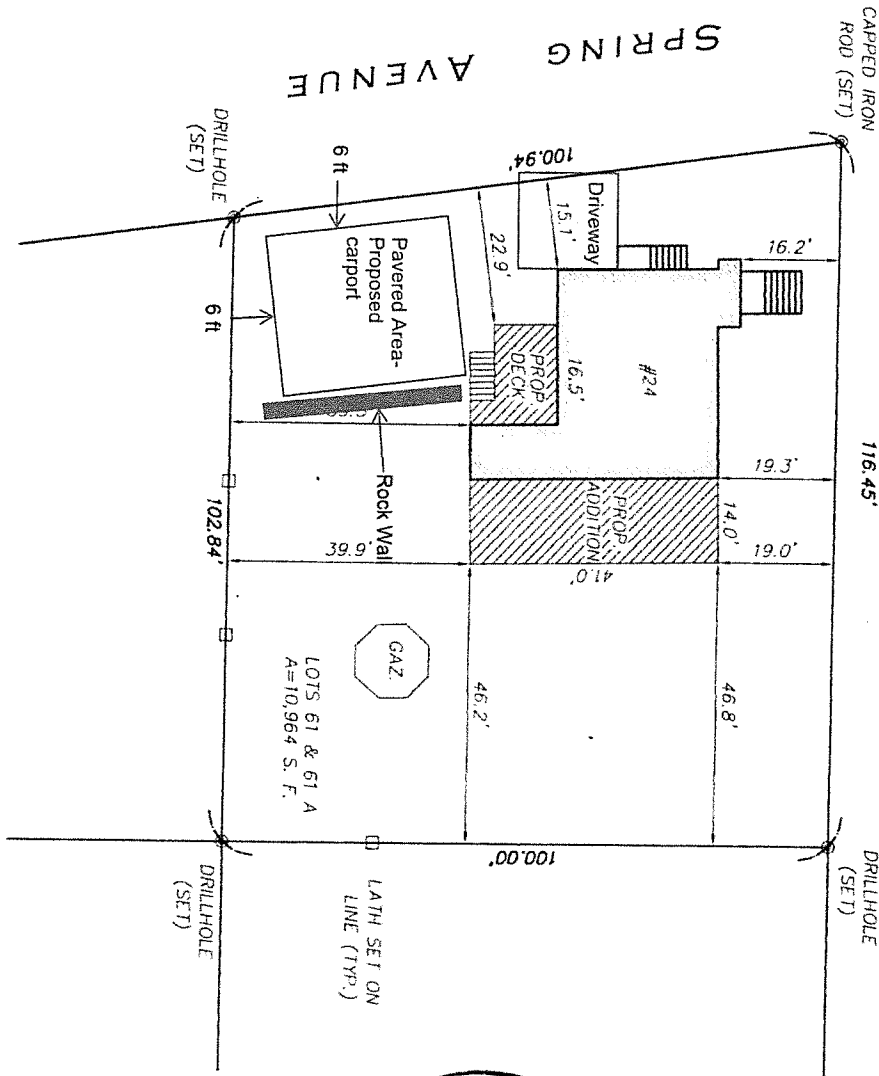 CAPPED IRON
ROD (SET)
SPRING AVENUE
100.94'
DRILLHOLE
(SET)
6 ft
6 ft
Pavered Area-
Proposed
carport
Driveway
15.1'
22.9'
16.2'
#24
16.5'
PROP
DECK
116.45'
19.3'
14.0'
19.0'
PROP.
ADDITION
41.0'
Rock Wall
39.9'
102.84'
GAZ.
46.2'
46.8'
LOTS 61 & 61 A
A=10,964 S. F.
100.00'
DRILLHOLE
(SET)
DRILLHOLE
(SET)
LATH SET ON
LINE (TYP.)